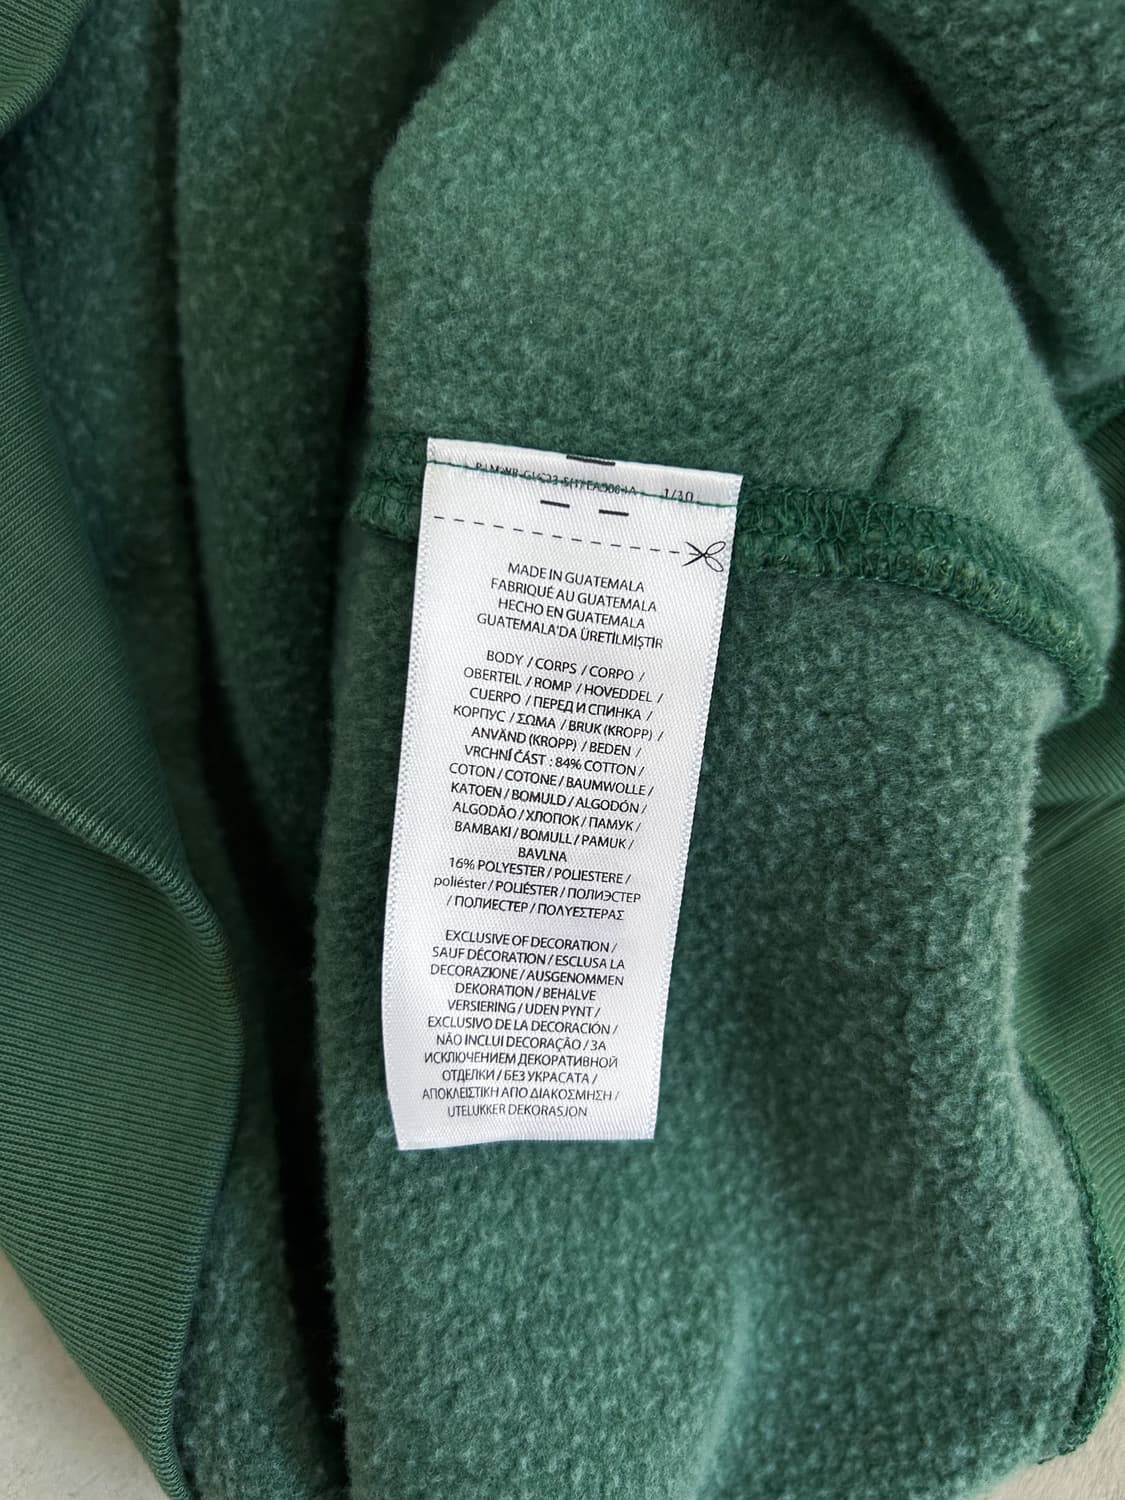 1/10
MADE IN GUATEMALA
FABRIQUÉ AU GUATEMALA
HECHO EN GUATEMALA
GUATEMALA'DA ÜRETİLMİŞTİR
BODY / CORPS / CORPO /
OBERTEIL / ROMP / HOVEDDEL /
CUERPO / ПЕРЕД И СПИНКА /
КОРПУС / ΣΩΜΑ / BRUK (KROPP) /
ANVÄND (KROPP) / BEDEN /
VRCHNÍ ČÁST : 84% COTTON /
COTON / COTONE / BAUMWOLLE /
KATOEN / BOMULD / ALGODÓN /
ALGODÃO / ХЛОПОК / ПАМУК /
BAMBAKI / BOMULL / PAMUK /
BAVLNA
16% POLYESTER / POLIESTERE /
poliéster / POLIÉSTER / ПОЛИЭСТЕР
/ ПОЛИЕСТЕР / ΠΟΛΥΕΣΤΕΡΑΣ
EXCLUSIVE OF DECORATION /
SAUF DÉCORATION / ESCLUSA LA
DECORAZIONE / AUSGENOMMEN
DEKORATION / BEHALVE
VERSIERING / UDEN PYNT /
EXCLUSIVO DE LA DECORACIÓN /
NÃO INCLUI DECORAÇÃO / ЗА
ИСКЛЮЧЕНИЕМ ДЕКОРАТИВНОЙ
ОТДЕЛКИ / БЕЗ УКРАСАТА /
ΑΠΟΚΛΕΙΣΤΙΚΗ ΑΠΟ ΔΙΑΚΟΣΜΗΣΗ /
UTELUKKER DEKORASJON